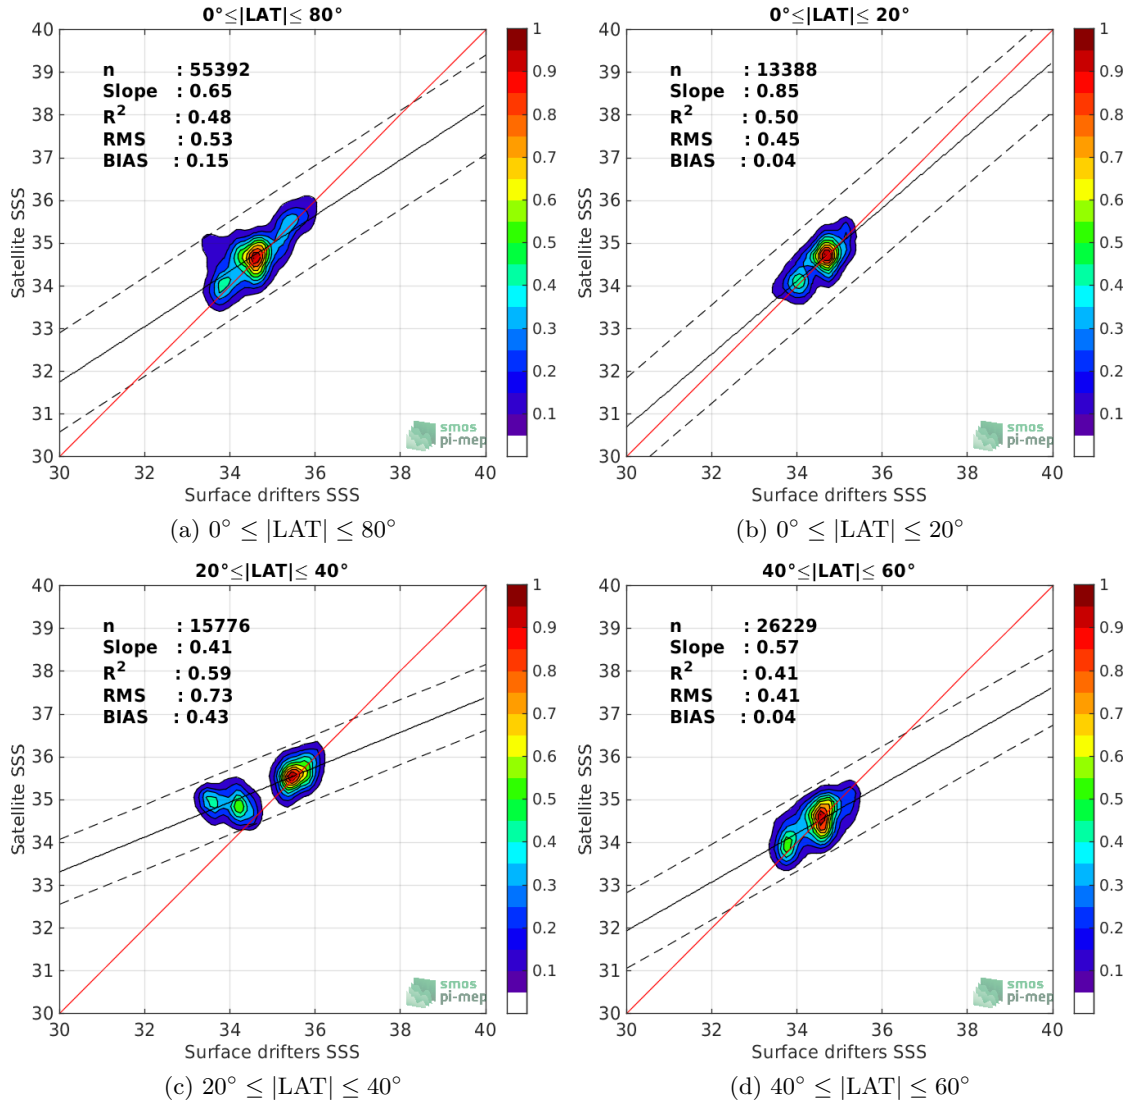 0°≤|LAT|≤ 80°
n : 55392
Slope : 0.65
R² : 0.48
RMS : 0.53
BIAS : 0.15
40
39
38
37
36
35
34
33
32
31
30
30 32 34 36 38 40
Satellite SSS
Surface drifters SSS
smos
pi-mep
1
0.9
0.8
0.7
0.6
0.5
0.4
0.3
0.2
0.1
(a) 0° ≤ |LAT| ≤ 80°
0°≤|LAT|≤ 20°
n : 13388
Slope : 0.85
R² : 0.50
RMS : 0.45
BIAS : 0.04
40
39
38
37
36
35
34
33
32
31
30
30 32 34 36 38 40
Satellite SSS
Surface drifters SSS
smos
pi-mep
1
0.9
0.8
0.7
0.6
0.5
0.4
0.3
0.2
0.1
(b) 0° ≤ |LAT| ≤ 20°
20°≤|LAT|≤ 40°
n : 15776
Slope : 0.41
R² : 0.59
RMS : 0.73
BIAS : 0.43
40
39
38
37
36
35
34
33
32
31
30
30 32 34 36 38 40
Satellite SSS
Surface drifters SSS
smos
pi-mep
1
0.9
0.8
0.7
0.6
0.5
0.4
0.3
0.2
0.1
(c) 20° ≤ |LAT| ≤ 40°
40°≤|LAT|≤ 60°
n : 26229
Slope : 0.57
R² : 0.41
RMS : 0.41
BIAS : 0.04
40
39
38
37
36
35
34
33
32
31
30
30 32 34 36 38 40
Satellite SSS
Surface drifters SSS
smos
pi-mep
1
0.9
0.8
0.7
0.6
0.5
0.4
0.3
0.2
0.1
(d) 40° ≤ |LAT| ≤ 60°